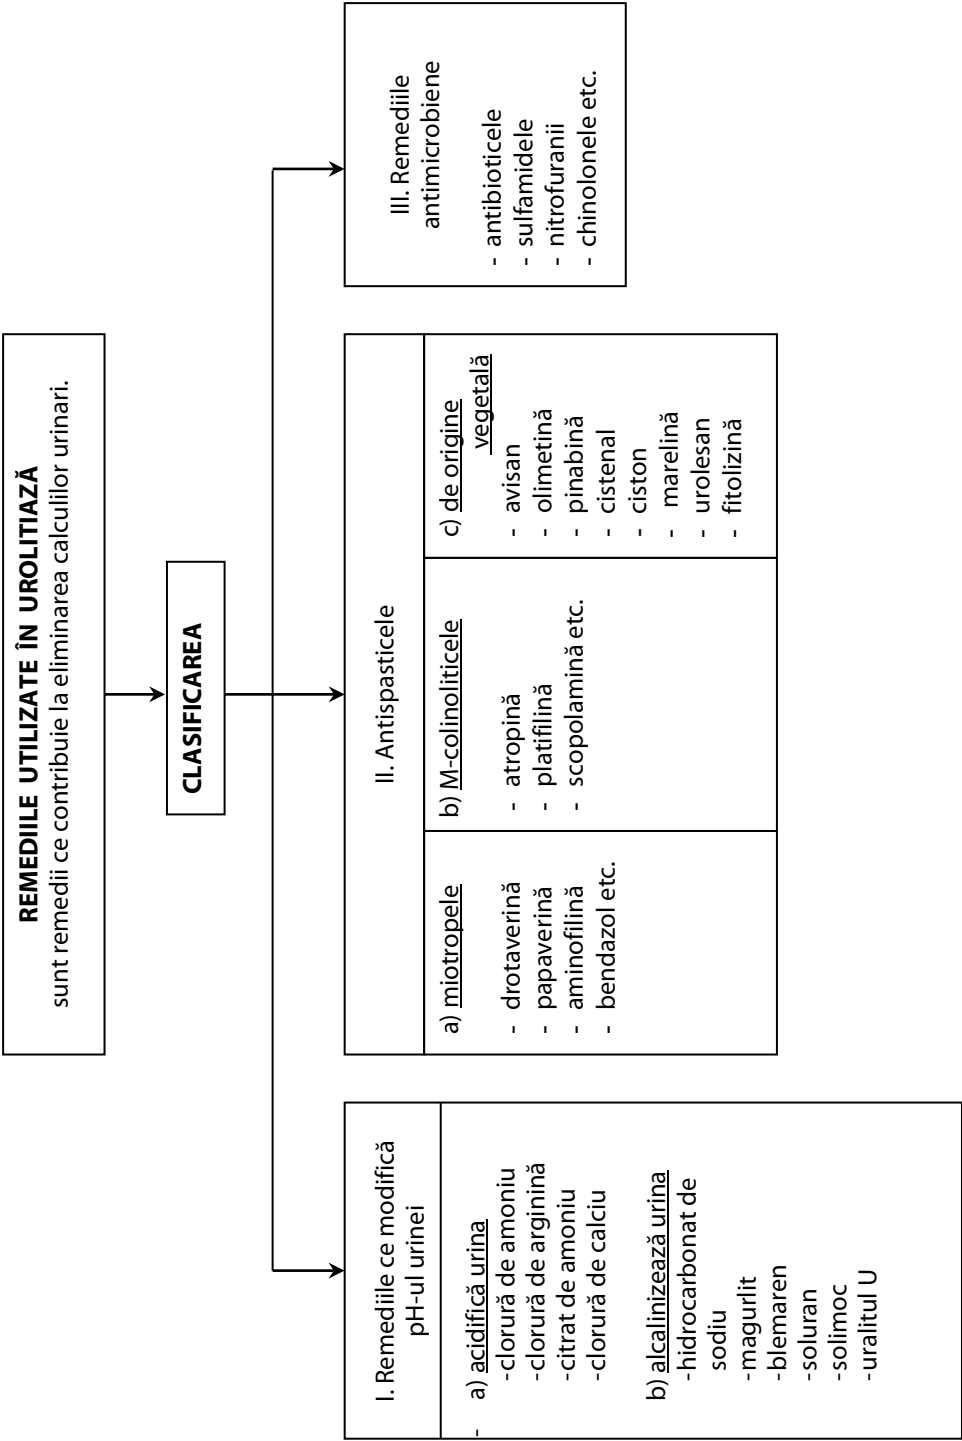 REMEDIILE UTILIZATE ÎN UROLITIAZĂ
sunt remedii ce contribuie la eliminarea calculilor urinari.
CLASIFICAREA
I. Remediile ce modifică
pH-ul urinei
-
a) acidifică urina
-clorură de amoniu
-clorură de arginină
-citrat de amoniu
-clorură de calciu
b) alcalinizează urina
-hidrocarbonat de
sodiu
-magurlit
-blemaren
-soluran
-solimoc
-uralitul U
II. Antispasticele
a) miotropele
- drotaverină
- papaverină
- aminofilină
- bendazol etc.
b) M-colinoliticele
- atropină
- platifilină
- scopolamină etc.
c) de origine
vegetală
- avisan
- olimetină
- pinabină
- cistenal
- ciston
- marelină
- urolesan
- fitolizină
III. Remediile
antimicrobiene
- antibioticele
- sulfamidele
- nitrofuranii
- chinolonele etc.